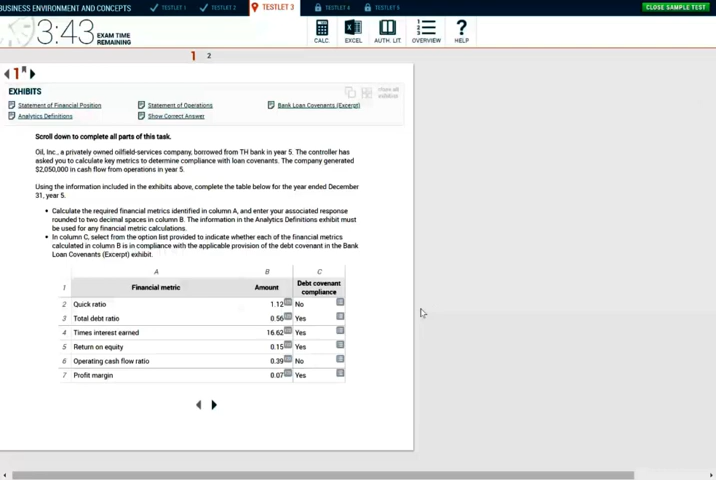 BUSINESS ENVIRONMENT AND CONCEPTS
TESTLET 1
TESTLET 2
TESTLET 3
TESTLET 4
TESTLET 5
CLOSE SAMPLE TEST
3:43 EXAM TIME
REMAINING
CALC.
EXCEL
AUTH. LIT.
OVERVIEW
HELP
1 2
1
EXHIBITS
show all
exhibits
Statement of Financial Position
Statement of Operations
Bank Loan Covenants (Excerpt)
Analytics Definitions
Show Correct Answer
Scroll down to complete all parts of this task.
Oil, Inc., a privately owned oilfield-services company, borrowed from TH bank in year 5. The controller has
asked you to calculate key metrics to determine compliance with loan covenants. The company generated
$2,050,000 in cash flow from operations in year 5.
Using the information included in the exhibits above, complete the table below for the year ended December
31, year 5.
• Calculate the required financial metrics identified in column A, and enter your associated response
rounded to two decimal spaces in column B. The information in the Analytics Definitions exhibit must
be used for any financial metric calculations.
• In column C, select from the option list provided to indicate whether each of the financial metrics
calculated in column B is in compliance with the applicable provision of the debt covenant in the Bank
Loan Covenants (Excerpt) exhibit.
A B C
1 Financial metric Amount Debt covenant
compliance
2 Quick ratio 1.12 No
3 Total debt ratio 0.56 Yes
4 Times interest earned 16.62 Yes
5 Return on equity 0.15 Yes
6 Operating cash flow ratio 0.39 No
7 Profit margin 0.07 Yes